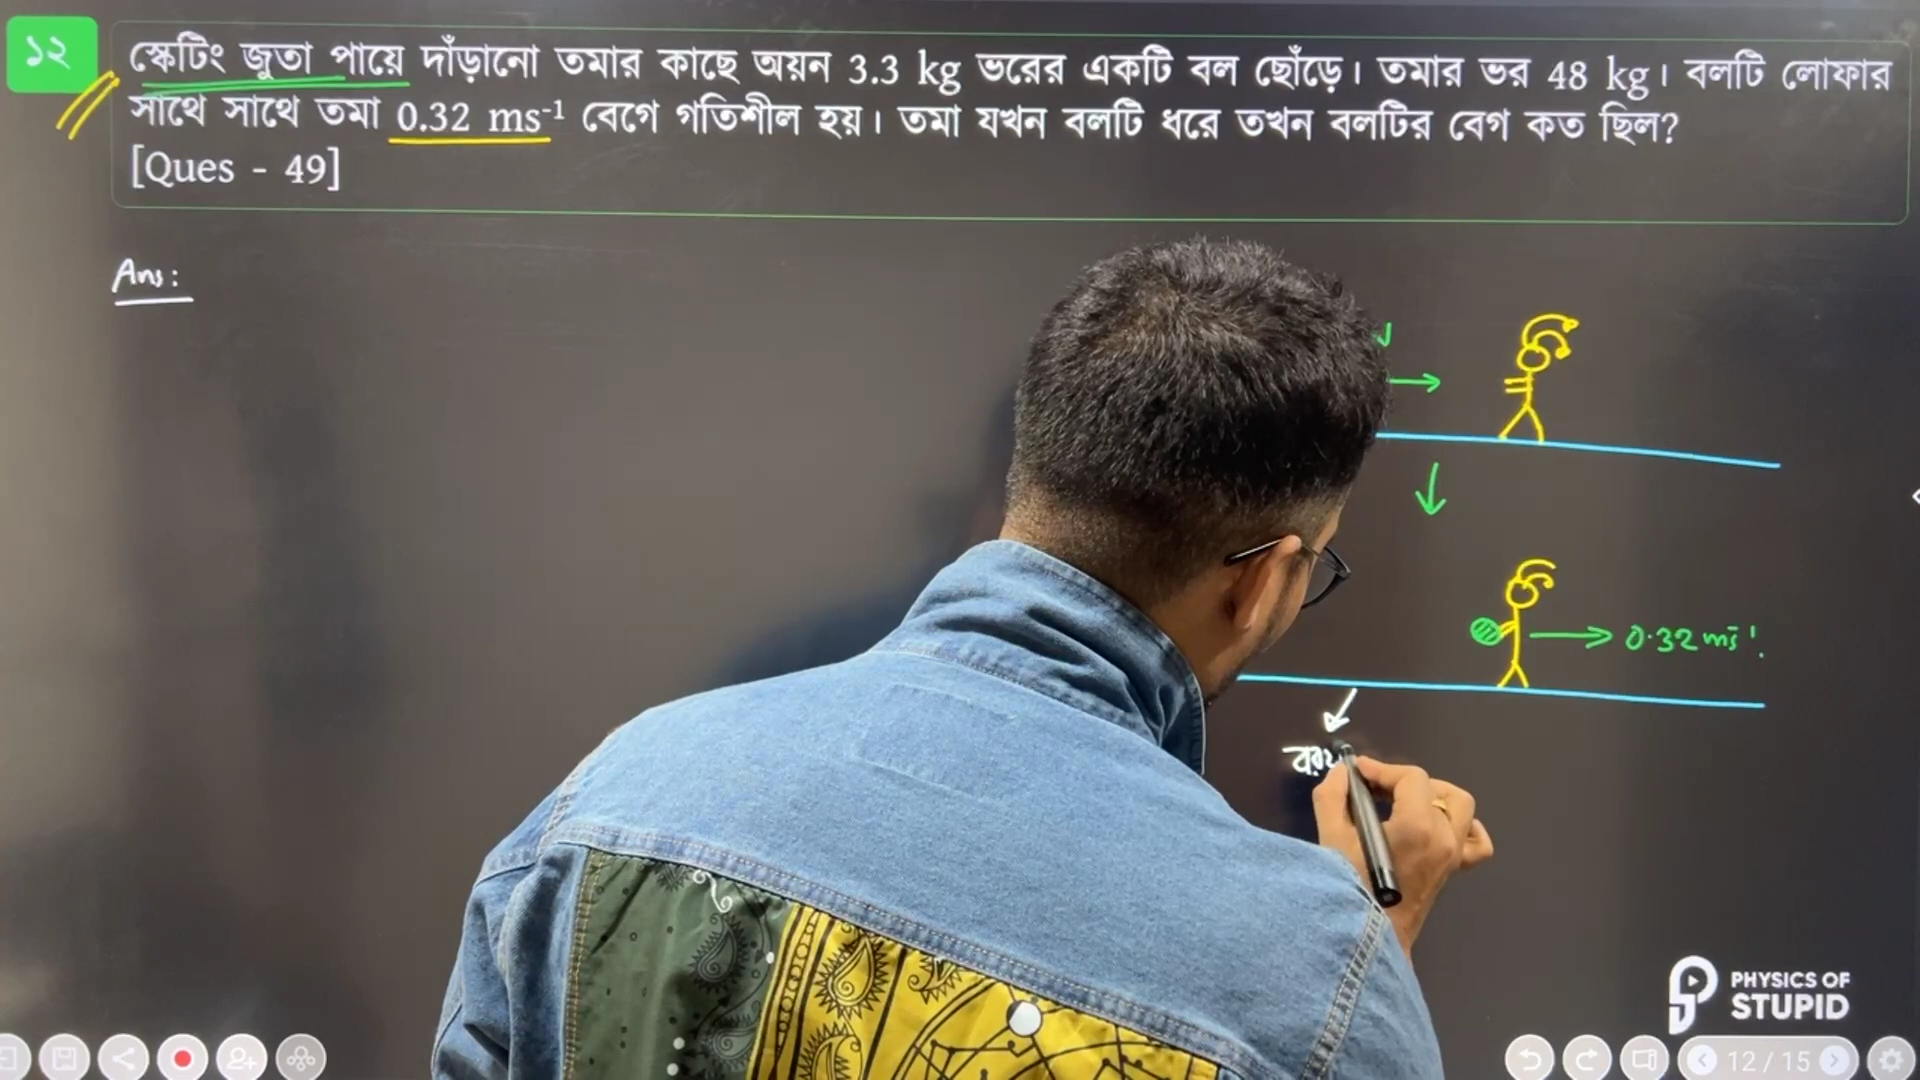 ১২
স্কেটিং জুতা পায়ে দাঁড়ানো তমার কাছে অয়ন 3.3 kg ভরের একটি বল ছোঁড়ে। তমার ভর 48 kg। বলটি লোফার
সাথে সাথে তমা 0.32 ms⁻¹ বেগে গতিশীল হয়। তমা যখন বলটি ধরে তখন বলটির বেগ কত ছিল?
[Ques - 49]
Ans:
0.32 ms⁻¹.
PHYSICS OF
STUPID
12 / 15